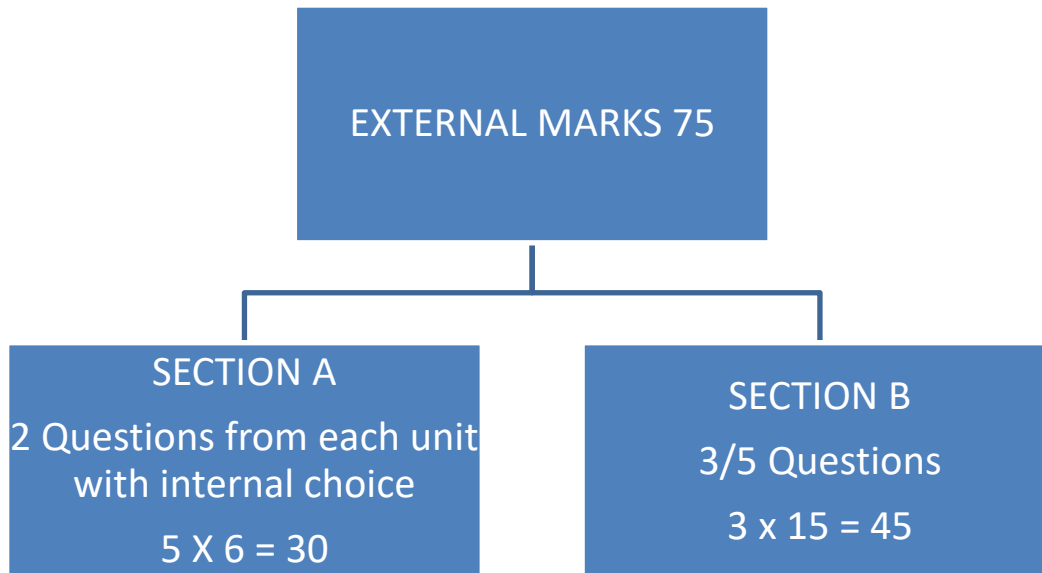 EXTERNAL MARKS 75
SECTION A
2 Questions from each unit
with internal choice
5 X 6 = 30
SECTION B
3/5 Questions
3 x 15 = 45